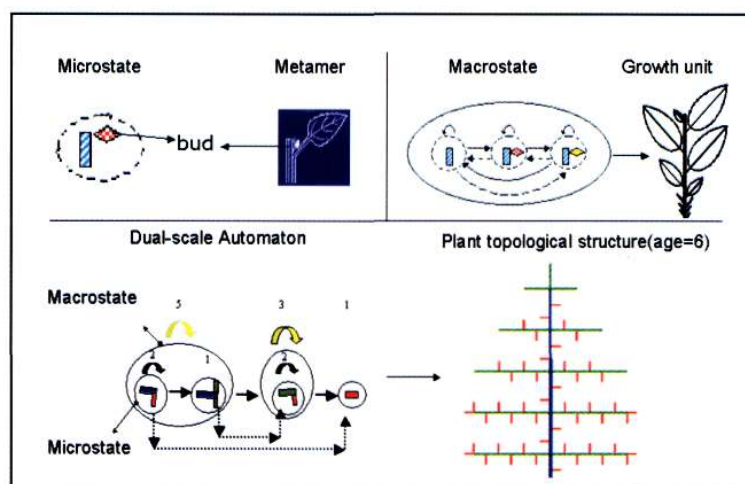 Microstate
Metamer
Macrostate
Growth unit
bud
Dual-scale Automaton
Plant topological structure(age=6)
Macrostate
5
3
1
2
1
2
Microstate